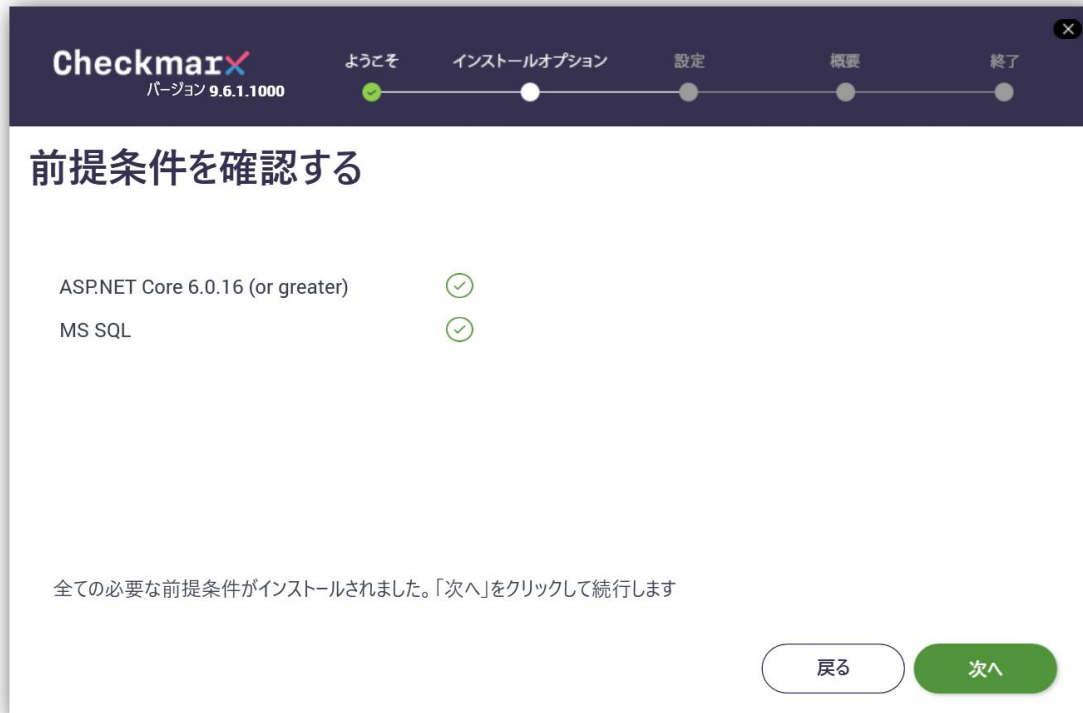 Checkmarx
バージョン 9.6.1.1000
ようこそ
インストールオプション
設定
概要
終了
前提条件を確認する
ASP.NET Core 6.0.16 (or greater)
MS SQL
全ての必要な前提条件がインストールされました。「次へ」をクリックして続行します
戻る
次へ